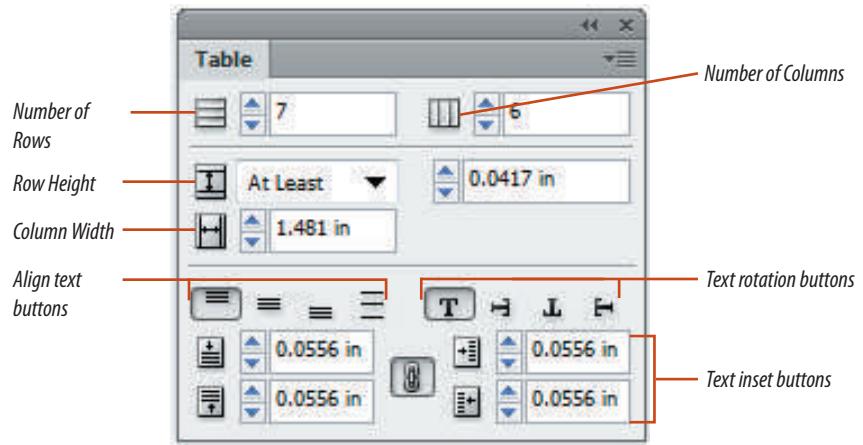 Table
Number of Columns
Number of
Rows
7
6
Row Height
At Least
0.0417 in
Column Width
1.481 in
Align text
buttons
Text rotation buttons
T T T T
0.0556 in
0.0556 in
0.0556 in
0.0556 in
Text inset buttons